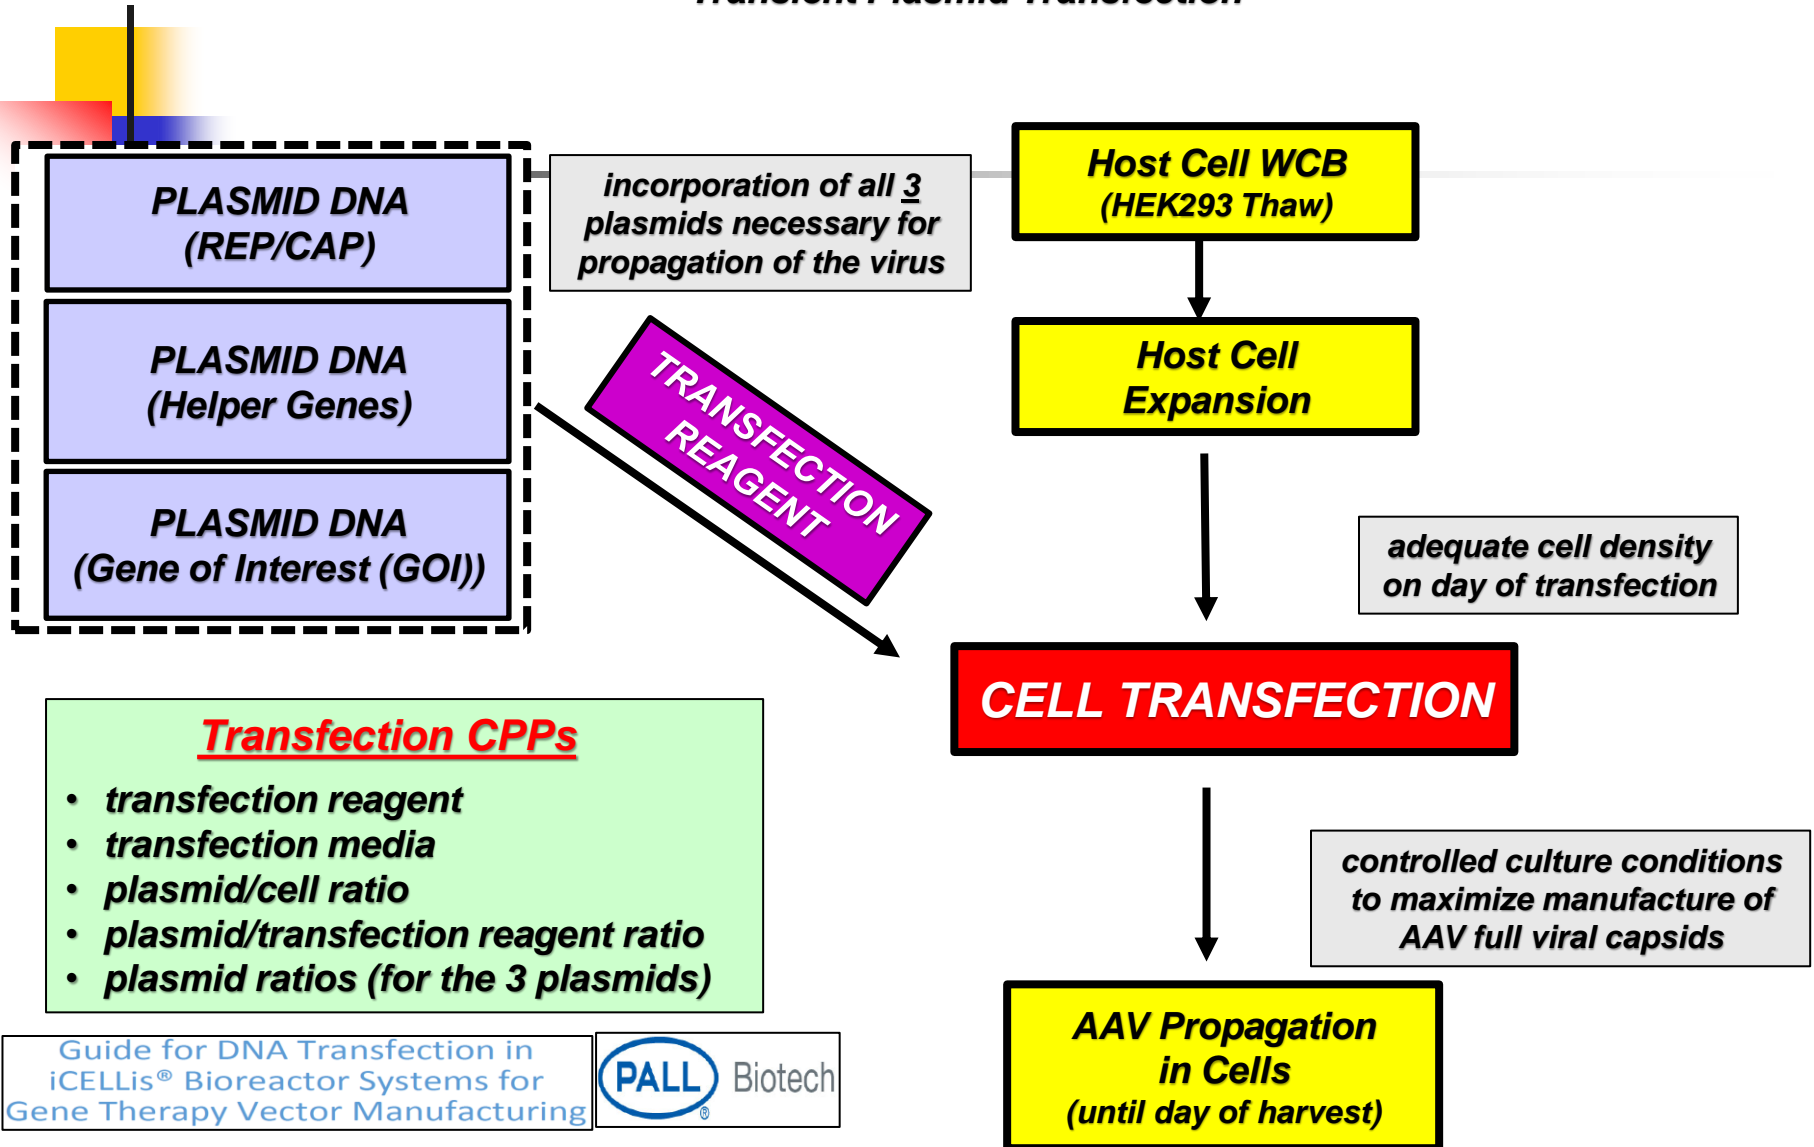 Transient Plasmid Transfection
PLASMID DNA
(REP/CAP)
PLASMID DNA
(Helper Genes)
PLASMID DNA
(Gene of Interest (GOI))
incorporation of all 3
plasmids necessary for
propagation of the virus
Host Cell WCB
(HEK293 Thaw)
Host Cell
Expansion
TRANSFECTION
REAGENT
adequate cell density
on day of transfection
CELL TRANSFECTION
Transfection CPPs
• transfection reagent
• transfection media
• plasmid/cell ratio
• plasmid/transfection reagent ratio
• plasmid ratios (for the 3 plasmids)
controlled culture conditions
to maximize manufacture of
AAV full viral capsids
AAV Propagation
in Cells
(until day of harvest)
Guide for DNA Transfection in
iCELLis® Bioreactor Systems for
Gene Therapy Vector Manufacturing
PALL® Biotech